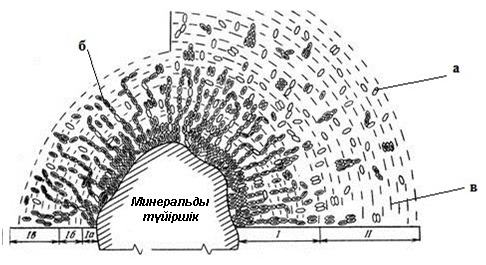 б
а
в
Минеральды
түйіршік
Iв Iб Iа I II